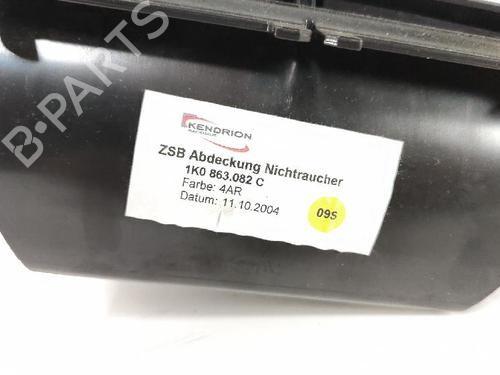 B-PARTS
KENDRION
ZSB Abdeckung Nichtraucher
1K0 863.082 C
Farbe: 4AR
Datum: 11.10.2004
095